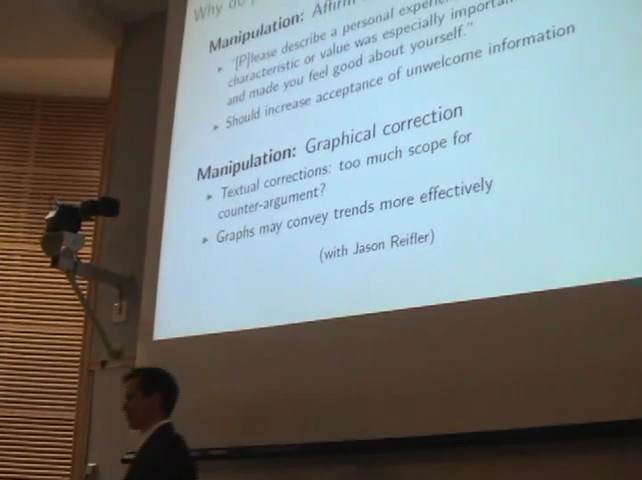 Why do
Manipulation: Affirm
▸ "[P]lease describe a personal
characteristic or value was especially
and made you feel good about yourself."
▸ Should increase acceptance of unwelcome information
Manipulation: Graphical correction
▸ Textual corrections: too much scope for
counter-argument?
▸ Graphs may convey trends more effectively
(with Jason Reifler)